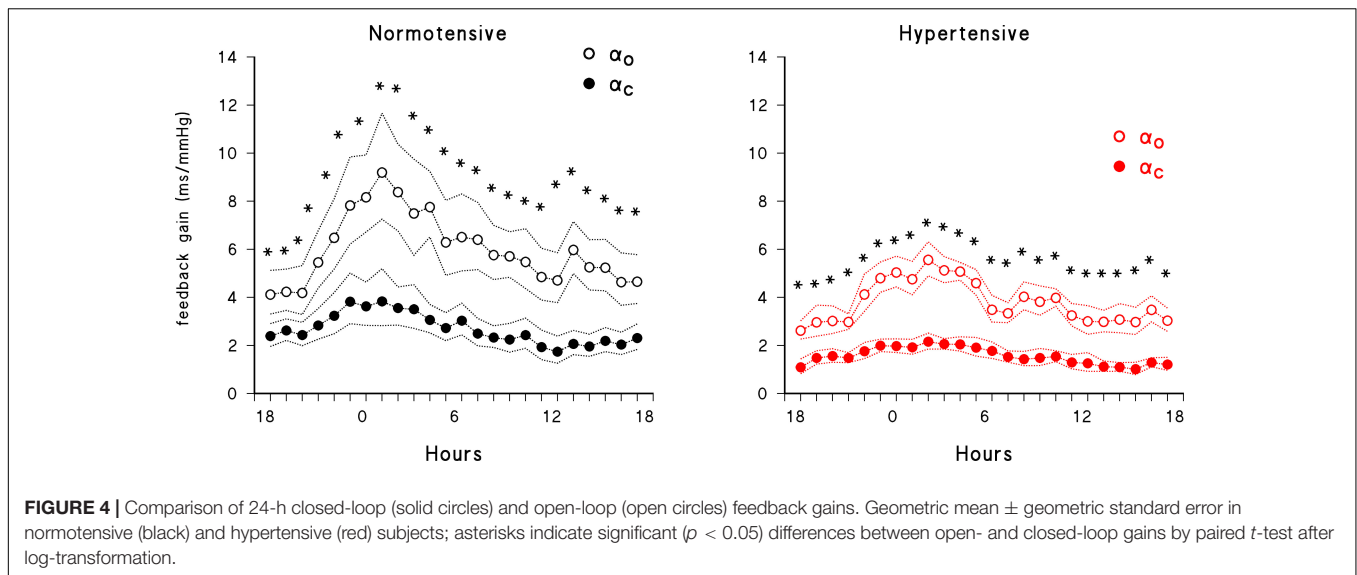 Normotensive
Hypertensive
αo
αc
αo
αc
feedback gain (ms/mmHg)
14
12
10
8
6
4
2
0
14
12
10
8
6
4
2
0
18 0 6 12 18
18 0 6 12 18
Hours
Hours
FIGURE 4 | Comparison of 24-h closed-loop (solid circles) and open-loop (open circles) feedback gains. Geometric mean ± geometric standard error in
normotensive (black) and hypertensive (red) subjects; asterisks indicate significant (p < 0.05) differences between open- and closed-loop gains by paired t-test after
log-transformation.